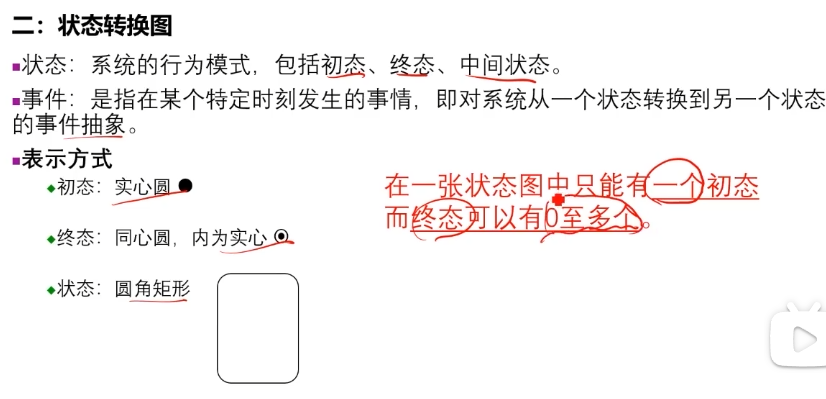 二：状态转换图
状态：系统的行为模式，包括初态、终态、中间状态。
事件：是指在某个特定时刻发生的事情，即对系统从一个状态转换到另一个状态
的事件抽象。
表示方式
初态：实心圆
在一张状态图中只能有一个初态
而终态可以有0至多个。
终态：同心圆，内为实心
状态：圆角矩形